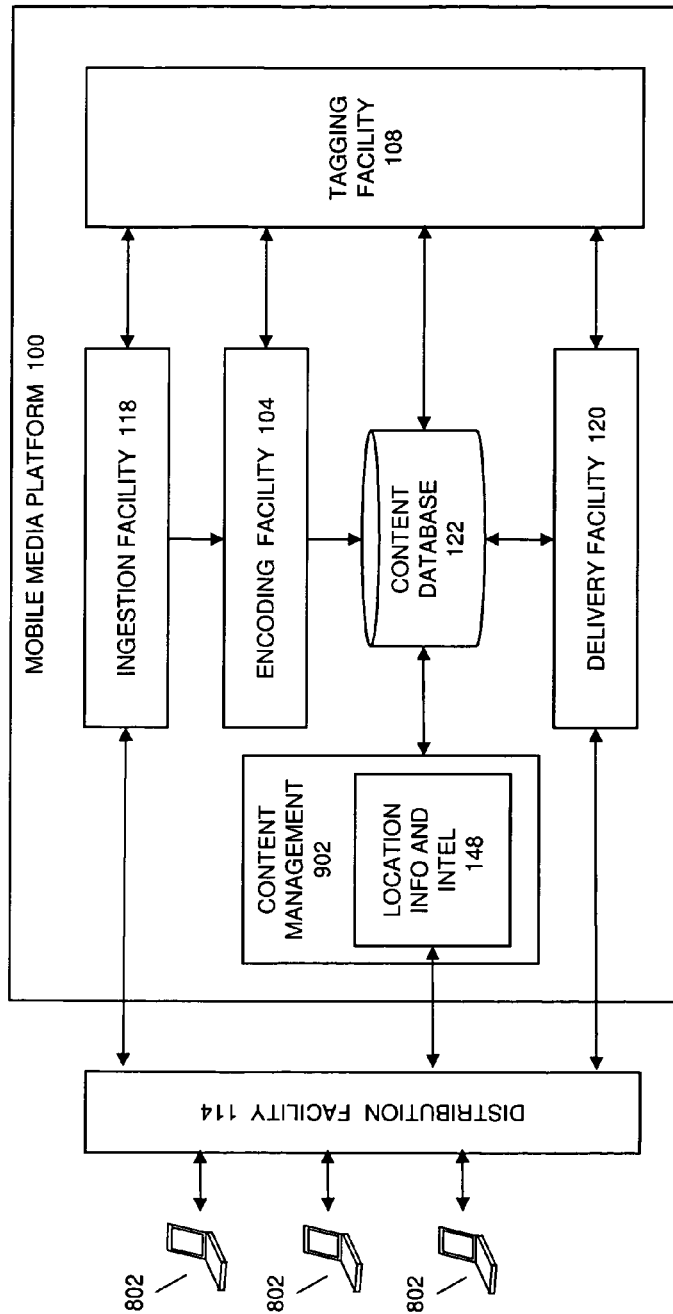 MOBILE MEDIA PLATFORM 100
INGESTION FACILITY 118
ENCODING FACILITY 104
CONTENT
DATABASE
122
DELIVERY FACILITY 120
TAGGING
FACILITY
108
CONTENT
MANAGEMENT
902
LOCATION
INFO AND
INTEL
148
DISTRIBUTION FACILITY 114
802
802
802